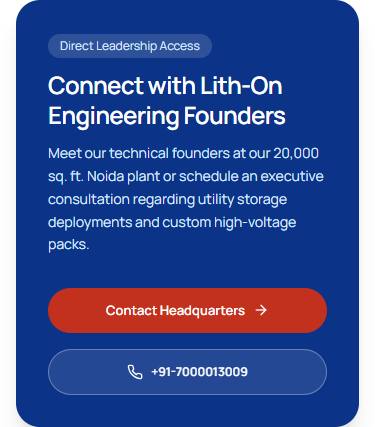 Direct Leadership Access
Connect with Lith-On
Engineering Founders
Meet our technical founders at our 20,000
sq. ft. Noida plant or schedule an executive
consultation regarding utility storage
deployments and custom high-voltage
packs.
Contact Headquarters →
+91-7000013009